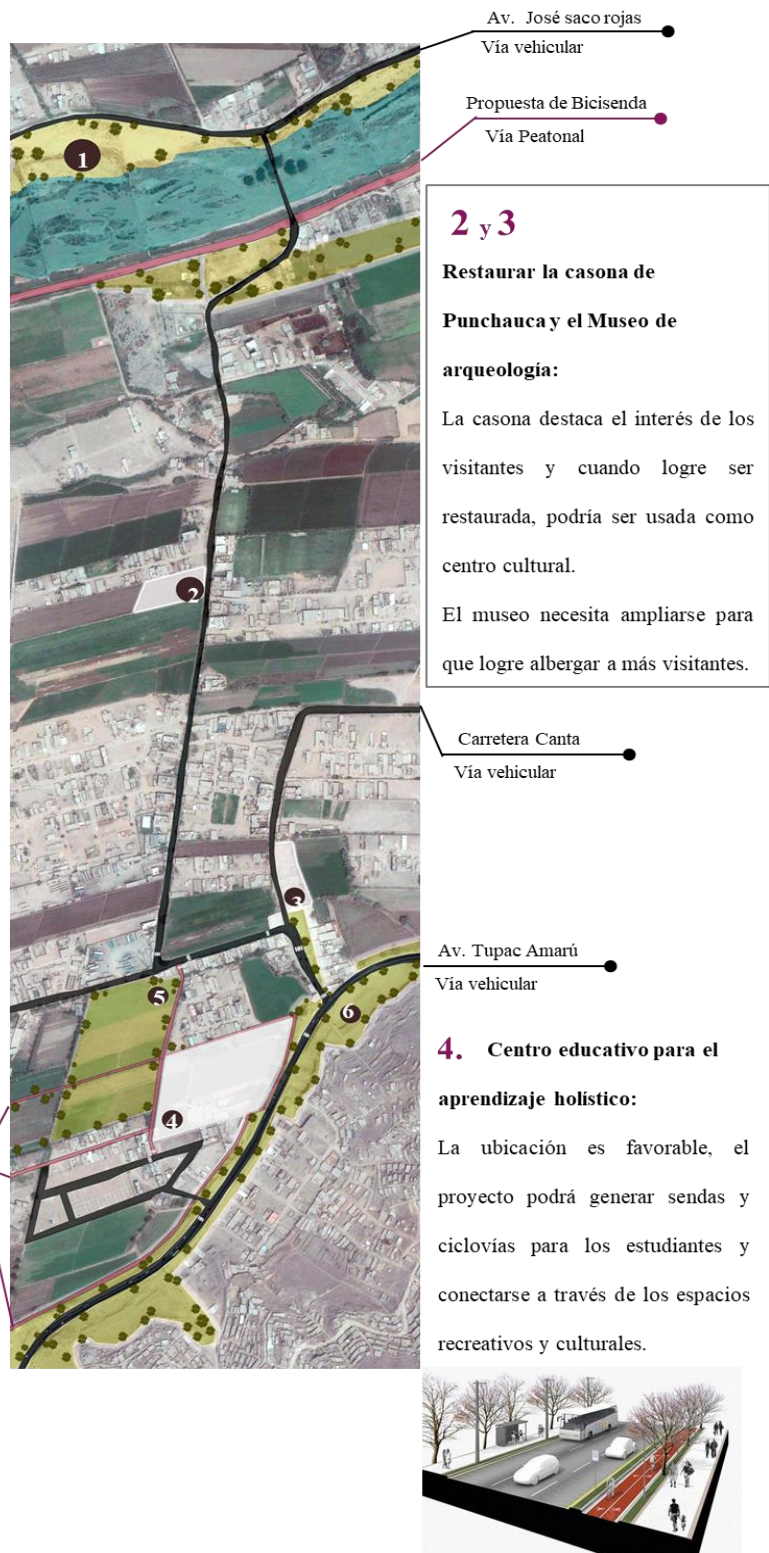 Av. José saco rojas
Vía vehicular
Propuesta de Bicisenda
Vía Peatonal
1
2 y 3
Restaurar la casona de
Punchauca y el Museo de
arqueología:
La casona destaca el interés de los
visitantes y cuando logre ser
restaurada, podría ser usada como
centro cultural.
El museo necesita ampliarse para
que logre albergar a más visitantes.
2
Carretera Canta
Vía vehicular
3
Av. Tupac Amarú
Vía vehicular
5
6
4
4. Centro educativo para el
aprendizaje holístico:
La ubicación es favorable, el
proyecto podrá generar sendas y
ciclovías para los estudiantes y
conectarse a través de los espacios
recreativos y culturales.